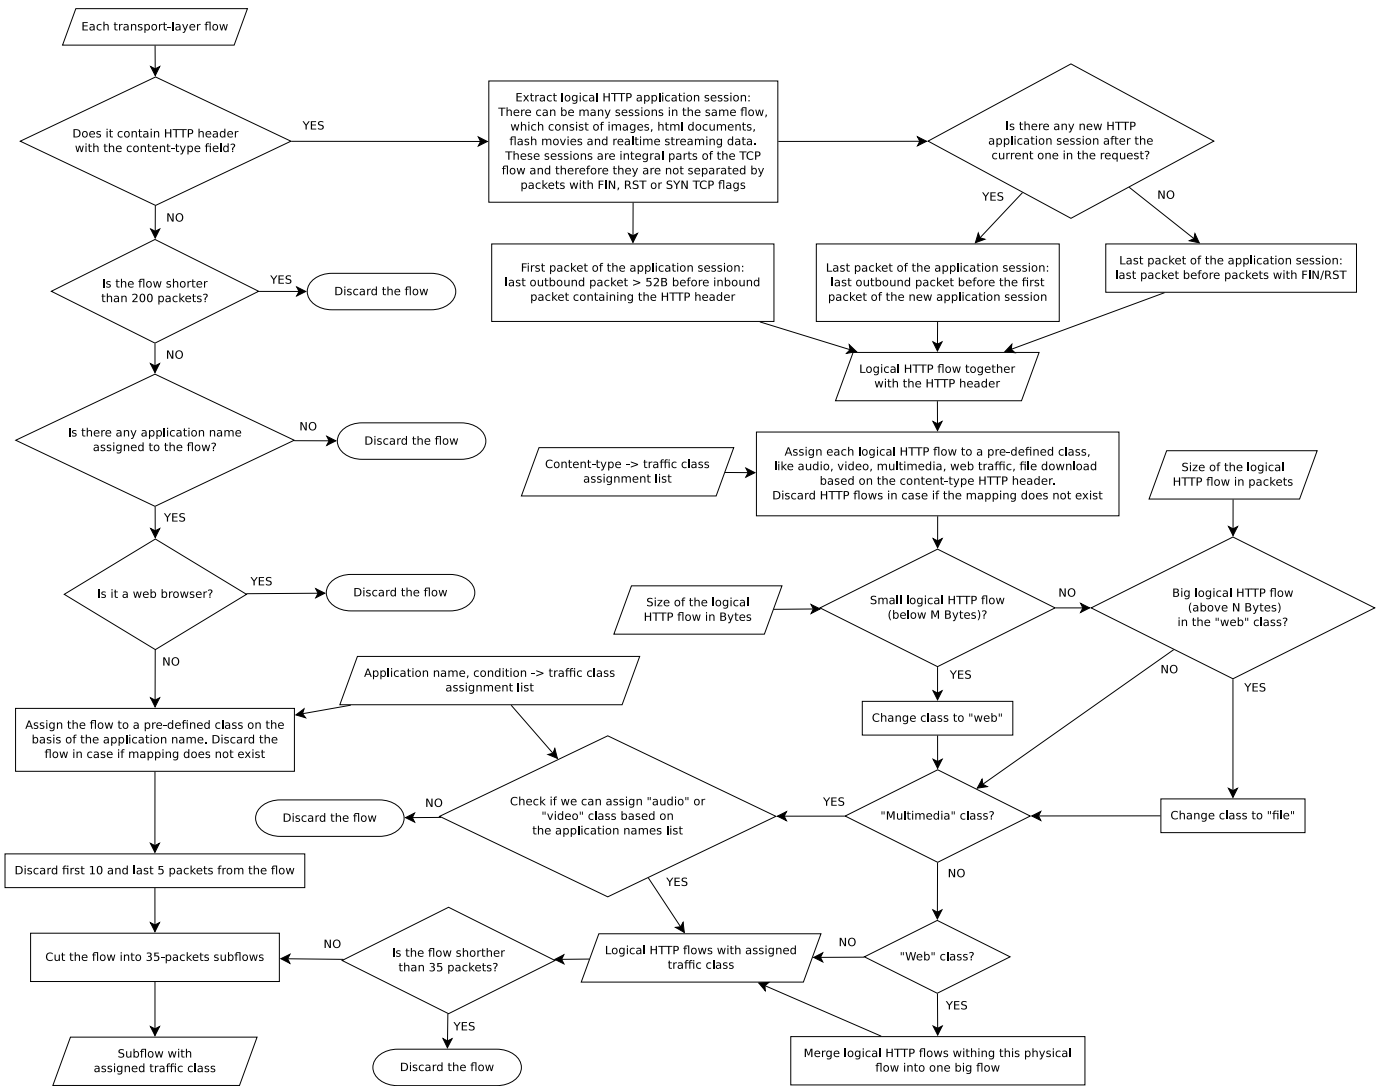 Each transport-layer flow
Does it contain HTTP header
with the content-type field?
YES
NO
Extract logical HTTP application session:
There can be many sessions in the same flow,
which consist of images, html documents,
flash movies and realtime streaming data.
These sessions are integral parts of the TCP
flow and therefore they are not separated by
packets with FIN, RST or SYN TCP flags
Is there any new HTTP
application session after the
current one in the request?
YES
NO
First packet of the application session:
last outbound packet > 52B before inbound
packet containing the HTTP header
Last packet of the application session:
last outbound packet before the first
packet of the new application session
Last packet of the application session:
last packet before packets with FIN/RST
Is the flow shorter
than 200 packets?
YES
Discard the flow
NO
Logical HTTP flow together
with the HTTP header
Is there any application name
assigned to the flow?
NO
Discard the flow
YES
Content-type -> traffic class
assignment list
Assign each logical HTTP flow to a pre-defined class,
like audio, video, multimedia, web traffic, file download
based on the content-type HTTP header.
Discard HTTP flows in case if the mapping does not exist
Size of the logical
HTTP flow in packets
Is it a web browser?
YES
Discard the flow
NO
Size of the logical
HTTP flow in Bytes
Small logical HTTP flow
(below M Bytes)?
NO
YES
Big logical HTTP flow
(above N Bytes)
in the "web" class?
NO
YES
Application name, condition -> traffic class
assignment list
Assign the flow to a pre-defined class on the
basis of the application name. Discard the
flow in case if mapping does not exist
Change class to "web"
Check if we can assign "audio" or
"video" class based on
the application names list
NO
Discard the flow
YES
"Multimedia" class?
YES
NO
Change class to "file"
Discard first 10 and last 5 packets from the flow
Cut the flow into 35-packets subflows
NO
Is the flow shorther
than 35 packets?
YES
Logical HTTP flows with assigned
traffic class
NO
"Web" class?
YES
Subflow with
assigned traffic class
Discard the flow
Merge logical HTTP flows withing this physical
flow into one big flow